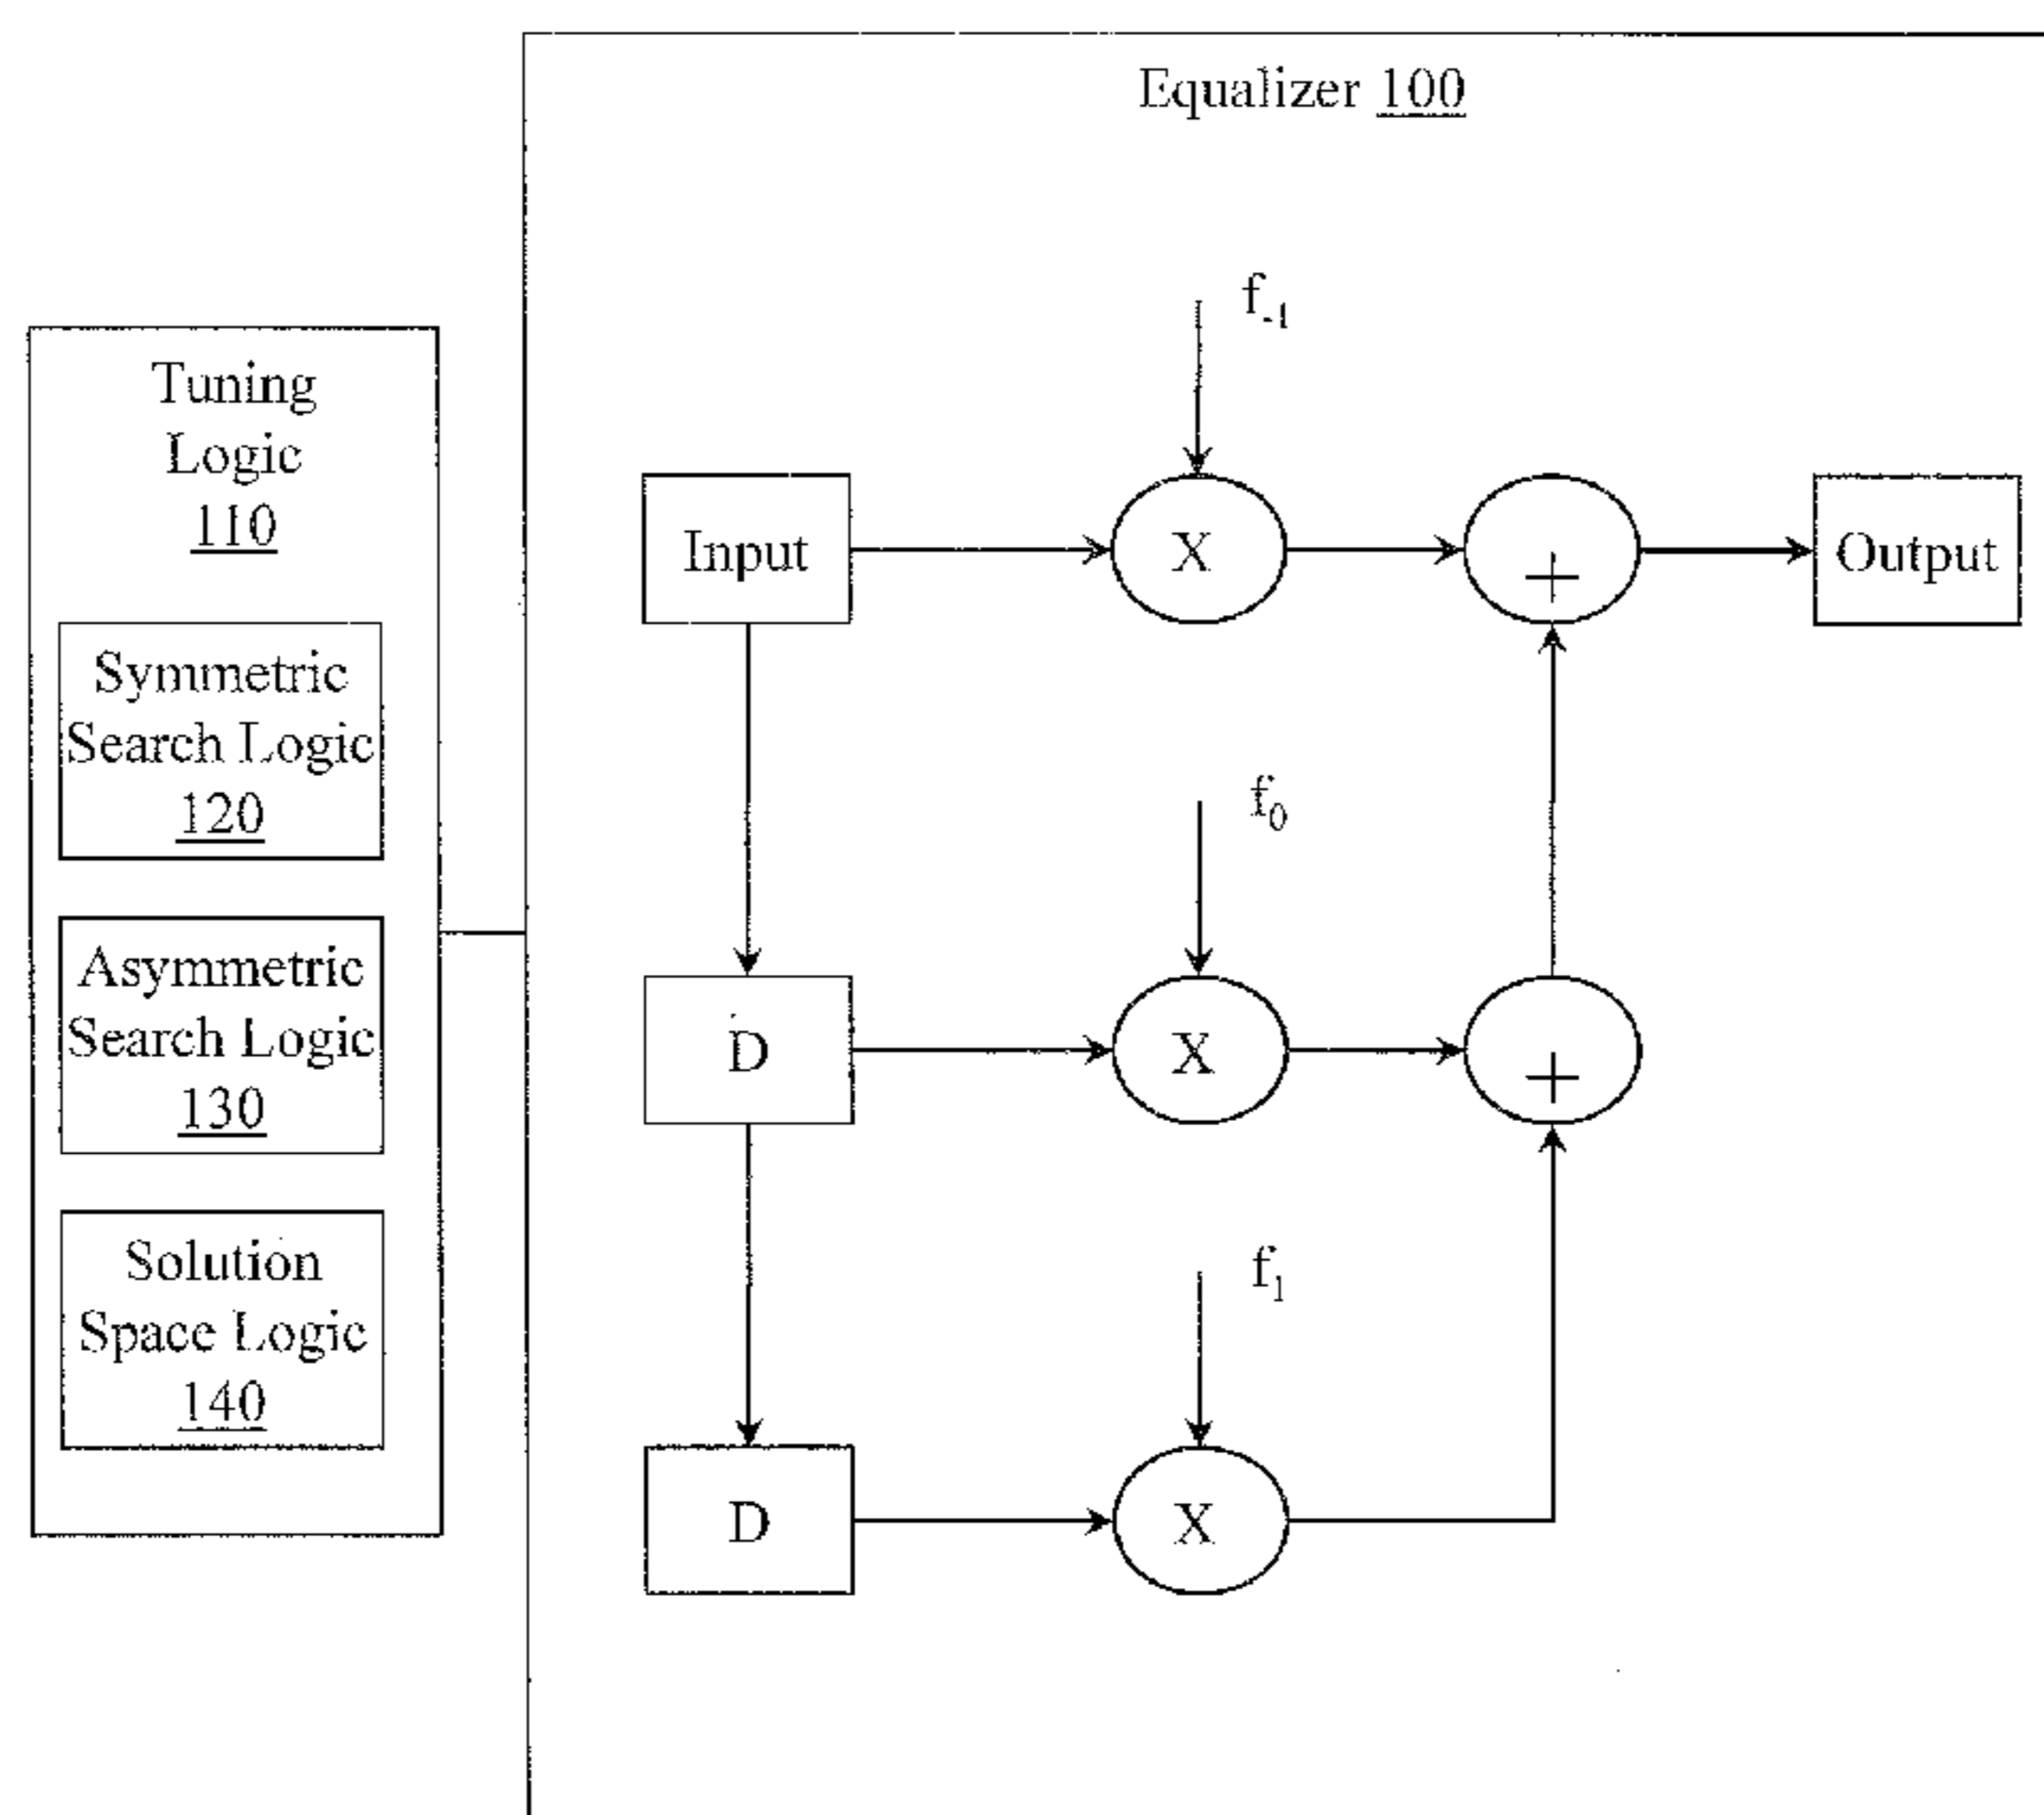 Equalizer 100
Tuning
Logic
110
Symmetric
Search Logic
120
Asymmetric
Search Logic
130
Solution
Space Logic
140
f-1
Input
X
+
Output
f0
D
X
+
f1
D
X